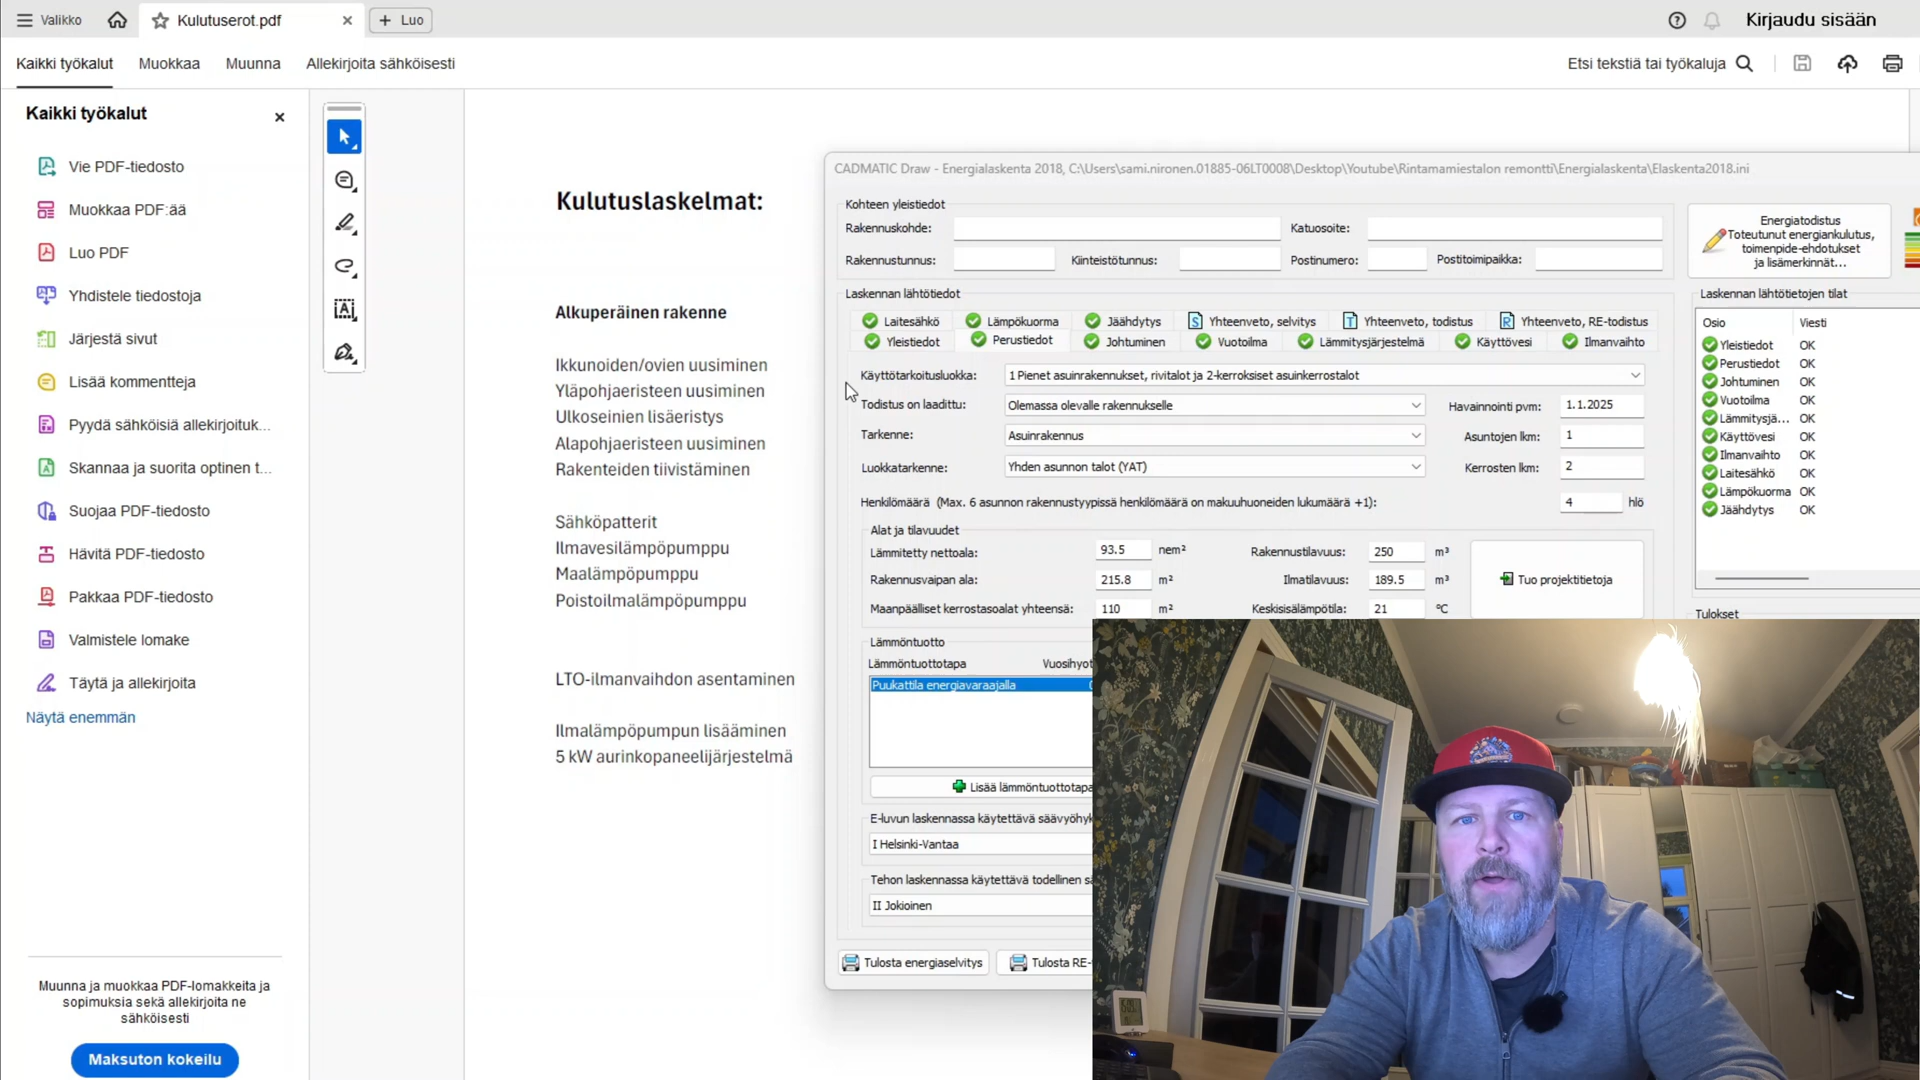 Valikko
Kulutuserot.pdf
Luo
Kirjaudu sisään
Kaikki työkalut
Muokkaa
Muunna
Allekirjoita sähköisesti
Etsi tekstiä tai työkaluja
Kaikki työkalut
Vie PDF-tiedosto
Muokkaa PDF:ää
Luo PDF
Yhdistele tiedostoja
Järjestä sivut
Lisää kommentteja
Pyydä sähköisiä allekirjoituk...
Skannaa ja suorita optinen t...
Suojaa PDF-tiedosto
Hävitä PDF-tiedosto
Pakkaa PDF-tiedosto
Valmistele lomake
Täytä ja allekirjoita
Näytä enemmän
Muunna ja muokkaa PDF-lomakkeita ja
sopimuksia sekä allekirjoita ne
sähköisesti
Maksuton kokeilu
Kulutuslaskelmat:
Alkuperäinen rakenne
Ikkunoiden/ovien uusiminen
Yläpohjaeristeen uusiminen
Ulkoseinien lisäeristys
Alapohjaeristeen uusiminen
Rakenteiden tiivistäminen
Sähköpatterit
Ilmavesilämpöpumppu
Maalämpöpumppu
Poistoilmalämpöpumppu
LTO-ilmanvaihdon asentaminen
Ilmalämpöpumpun lisääminen
5 kW aurinkopaneelijärjestelmä
CADMATIC Draw - Energialaskenta 2018, C:\Users\sami.nironen.01885-06LT0008\Desktop\Youtube\Rintamamiestalon remontti\Energialaskenta\Elaskenta2018.ini
Kohteen yleistiedot
Rakennuskohde:
Katuosoite:
Rakennustunnus:
Kiinteistötunnus:
Postinumero:
Postitoimipaikka:
Energiatodistus
Toteutunut energiankulutus,
toimenpide-ehdotukset
ja lisämerkinnät...
Laskennan lähtötiedot
Laitesähkö
Lämpökuorma
Jäähdytys
Yhteenveto, selvitys
Yhteenveto, todistus
Yhteenveto, RE-todistus
Yleistiedot
Perustiedot
Johtuminen
Vuotoilma
Lämmitysjärjestelmä
Käyttövesi
Ilmanvaihto
Käyttötarkoitusluokka:
1 Pienet asuinrakennukset, rivitalot ja 2-kerroksiset asuinkerrostalot
Todistus on laadittu:
Olemassa olevalle rakennukselle
Havainnointi pvm:
1.1.2025
Tarkenne:
Asuinrakennus
Asuntojen lkm:
1
Luokkatarkenne:
Yhden asunnon talot (YAT)
Kerrosten lkm:
2
Henkilömäärä (Max. 6 asunnon rakennustyypissä henkilömäärä on makuuhuoneiden lukumäärä +1):
4
hlö
Alat ja tilavuudet
Lämmitetty nettoala:
93.5
nem²
Rakennustilavuus:
250
m³
Rakennusvaipan ala:
215.8
m²
Ilmatilavuus:
189.5
m³
Maanpäälliset kerrostasoalat yhteensä:
110
m²
Keskisisälämpötila:
21
°C
Tuo projektitietoja
Lämmöntuotto
Lämmöntuottotapa
Vuosihyöt
Puukattila energiavaraajalla
Lisää lämmöntuottotapa
E-luvun laskennassa käytettävä säävyöhyk
I Helsinki-Vantaa
Tehon laskennassa käytettävä todellinen sä
II Jokioinen
Tulosta energiaselvitys
Tulosta RE-
Laskennan lähtötietojen tilat
Osio
Viesti
Yleistiedot OK
Perustiedot OK
Johtuminen OK
Vuotoilma OK
Lämmitysjä... OK
Käyttövesi OK
Ilmanvaihto OK
Laitesähkö OK
Lämpökuorma OK
Jäähdytys OK
Tulokset